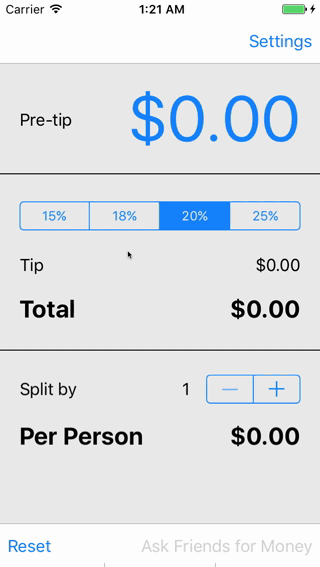 Carrier 1:21 AM
Settings
Pre-tip $0.00
15% 18% 20% 25%
Tip $0.00
Total $0.00
Split by 1 — +
Per Person $0.00
Reset Ask Friends for Money